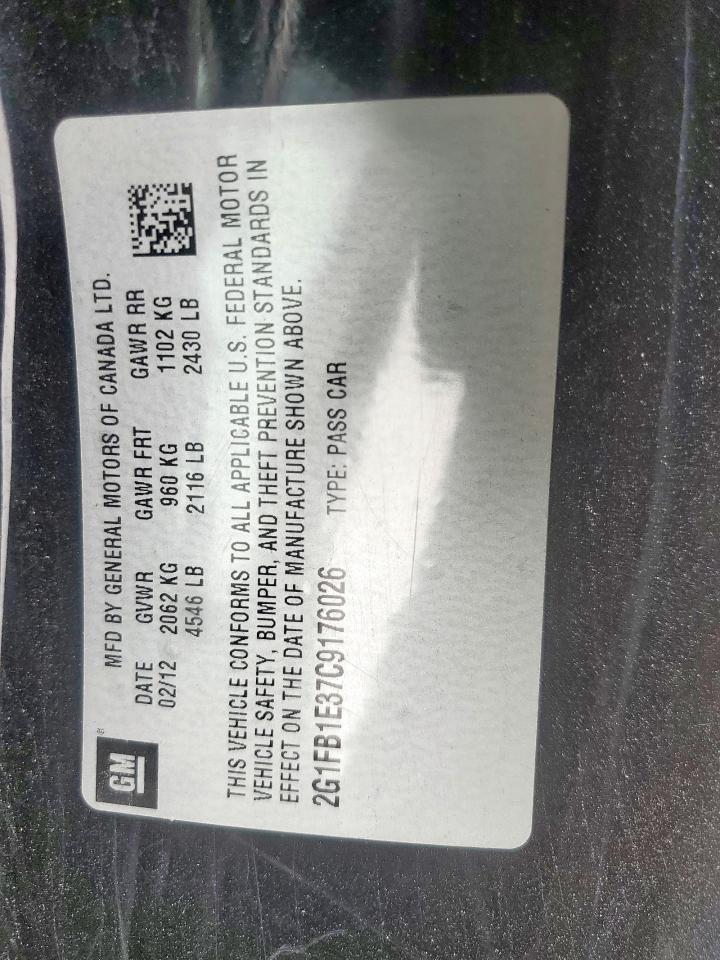 GM ®
MFD BY GENERAL MOTORS OF CANADA LTD.
DATE GVWR GAWR FRT GAWR RR
02/12 2062 KG 960 KG 1102 KG
4546 LB 2116 LB 2430 LB
THIS VEHICLE CONFORMS TO ALL APPLICABLE U.S. FEDERAL MOTOR
VEHICLE SAFETY, BUMPER, AND THEFT PREVENTION STANDARDS IN
EFFECT ON THE DATE OF MANUFACTURE SHOWN ABOVE.
2G1FB1E37C9176026 TYPE: PASS CAR